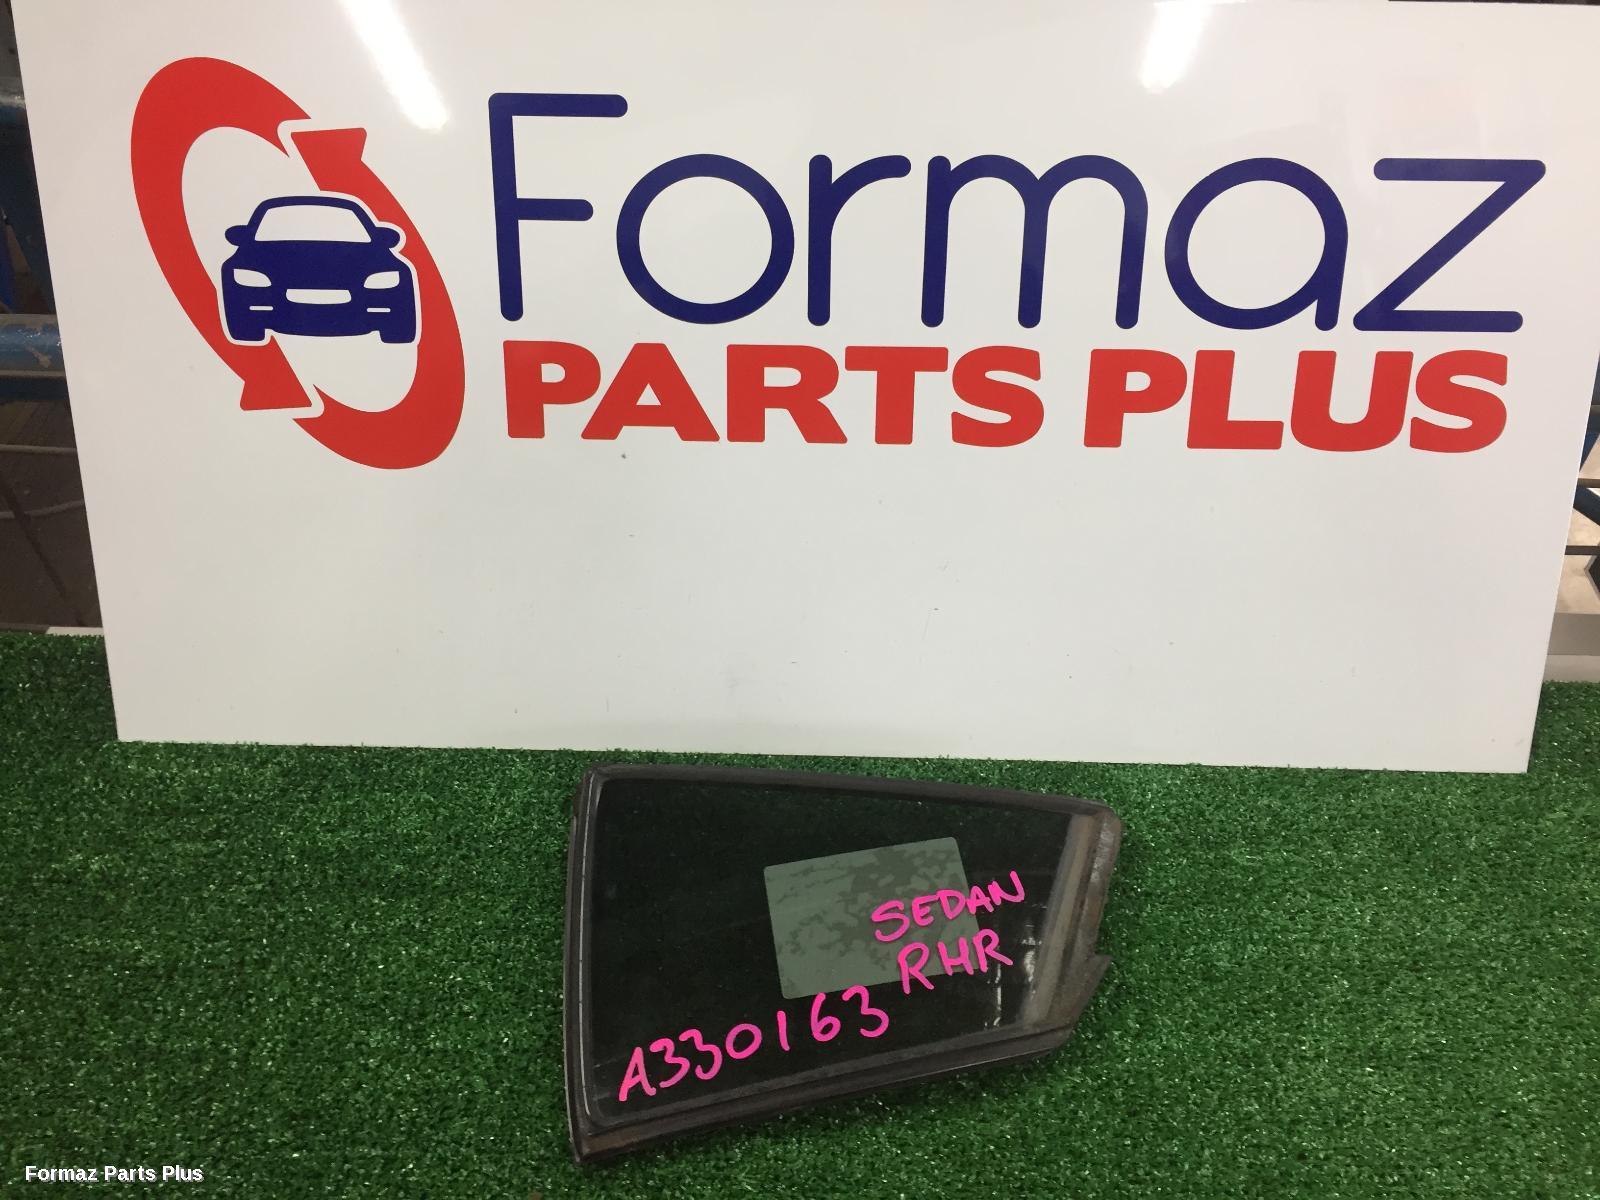 Formaz
PARTS PLUS
SEDAN
RHR
A330163
Formaz Parts Plus